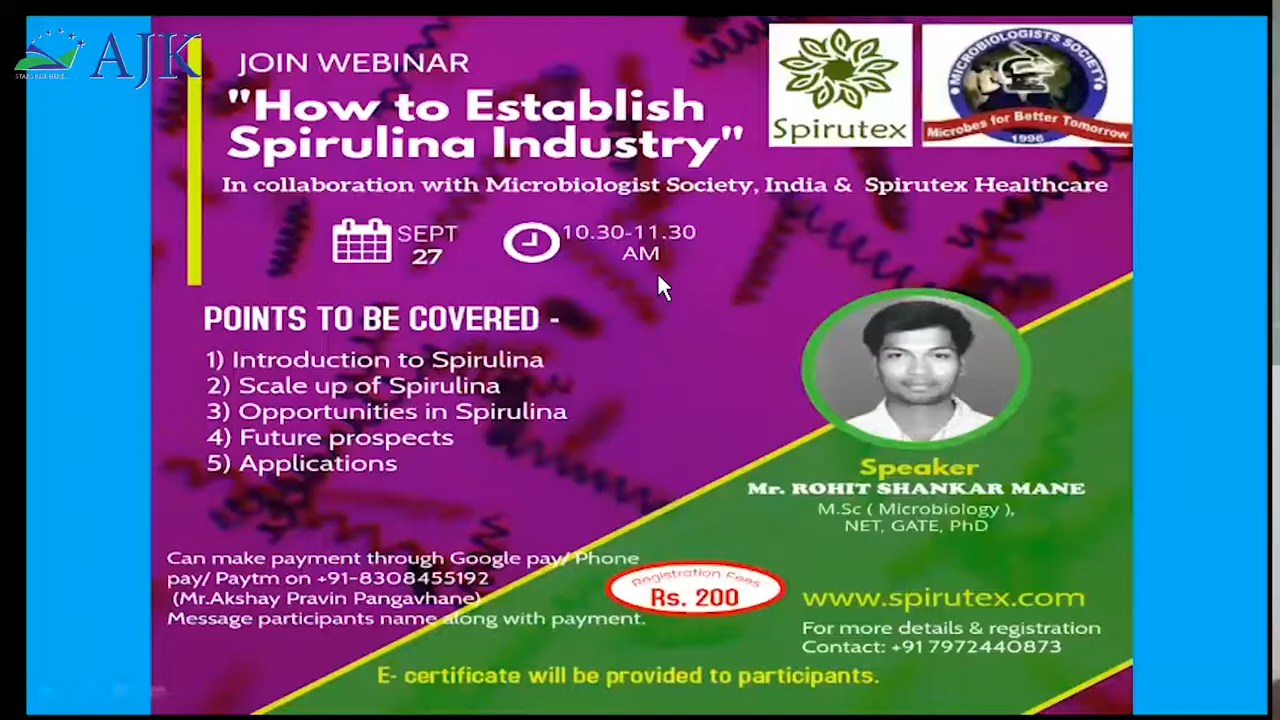 AJK
JOIN WEBINAR
"How to Establish
Spirulina Industry"
Spirutex
MICROBIOLOGISTS SOCIETY
Microbes for Better Tomorrow
1996
In collaboration with Microbiologist Society, India & Spirutex Healthcare
SEPT
27
10.30-11.30
AM
POINTS TO BE COVERED -
1) Introduction to Spirulina
2) Scale up of Spirulina
3) Opportunities in Spirulina
4) Future prospects
5) Applications
Speaker
Mr. ROHIT SHANKAR MANE
M.Sc ( Microbiology ),
NET, GATE, PhD
Can make payment through Google pay/ Phone
pay/ Paytm on +91-8308455192
(Mr.Akshay Pravin Pangavhane)
Message participants name along with payment.
Registration Fees
Rs. 200
www.spirutex.com
For more details & registration
Contact: +91 7972440873
E- certificate will be provided to participants.